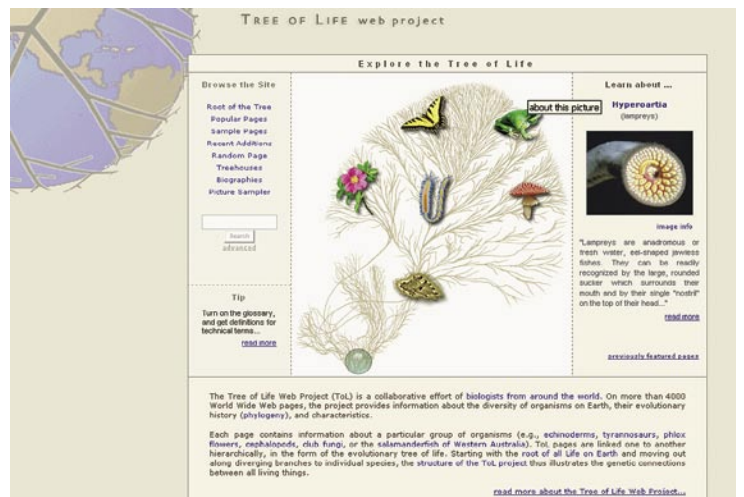 TREE OF LIFE web project
Explore the Tree of Life
Browse the Site
Root of the Tree
Popular Pages
Sample Pages
Recent Additions
Random Page
Treehouses
Biographies
Picture Sampler
Search
advanced
Tip
Turn on the glossary,
and get definitions for
technical terms...
read more
about this picture
Learn about ...
Hyperoartia
(lampreys)
image info
"Lampreys are anadromous or
fresh water, eel-shaped jawless
fishes. They can be readily
recognized by the large, rounded
sucker which surrounds their
mouth and by their single "nostril"
on the top of their head..."
read more
previously featured pages
The Tree of Life Web Project (ToL) is a collaborative effort of biologists from around the world. On more than 4000
World Wide Web pages, the project provides information about the diversity of organisms on Earth, their evolutionary
history (phylogeny), and characteristics.
Each page contains information about a particular group of organisms (e.g., echinoderms, tyrannosaurs, phlox
flowers, cephalopods, club fungi, or the salamanderfish of Western Australia). ToL pages are linked one to another
hierarchically, in the form of the evolutionary tree of life. Starting with the root of all Life on Earth and moving out
along diverging branches to individual species, the structure of the ToL project thus illustrates the genetic connections
between all living things.
read more about the Tree of Life Web Project...